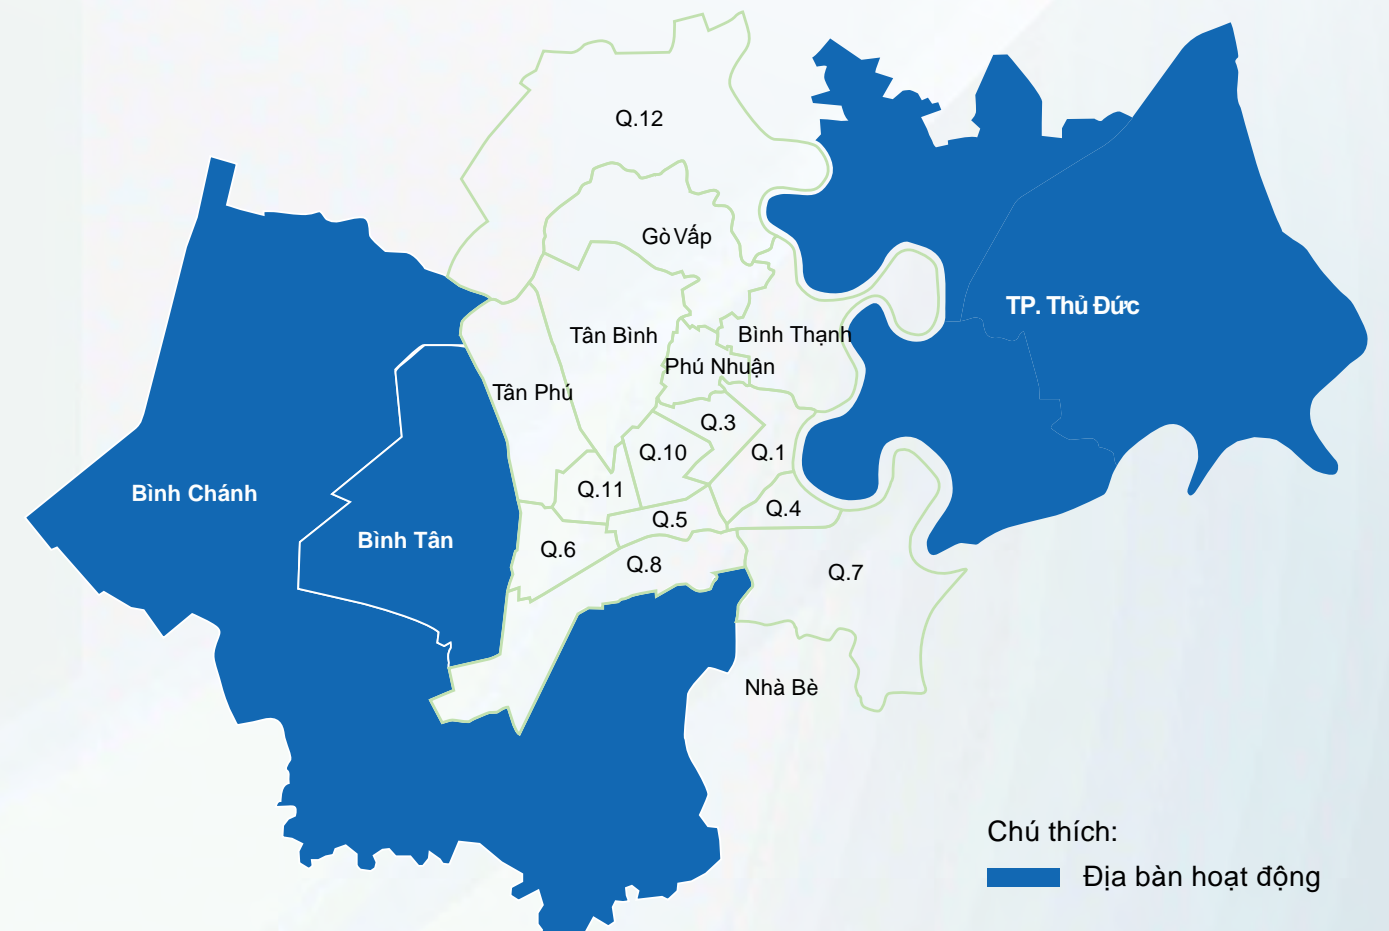 Q.12
Gò Vấp
TP. Thủ Đức
Tân Bình
Bình Thạnh
Phú Nhuận
Tân Phú
Q.3
Q.10
Q.1
Bình Chánh
Q.11
Q.4
Q.5
Bình Tân
Q.6
Q.8
Q.7
Nhà Bè
Chú thích:
Địa bàn hoạt động